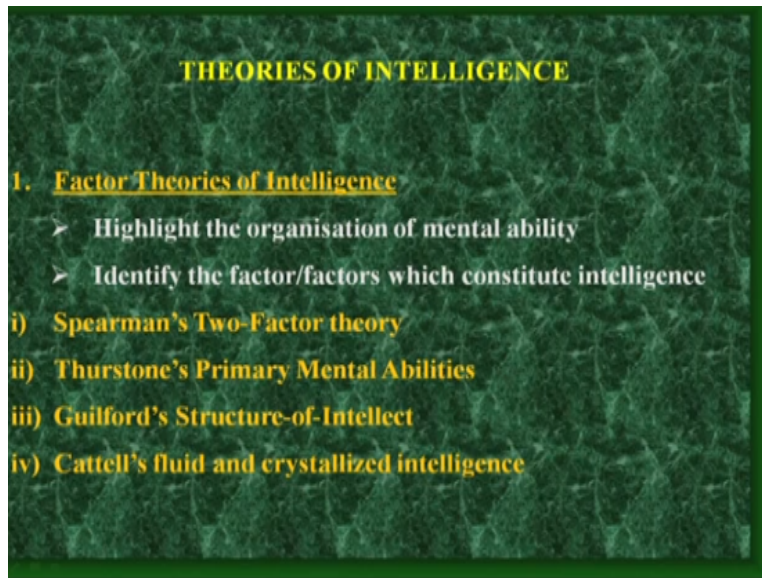 THEORIES OF INTELLIGENCE
1. Factor Theories of Intelligence
➢ Highlight the organisation of mental ability
➢ Identify the factor/factors which constitute intelligence
i) Spearman's Two-Factor theory
ii) Thurstone's Primary Mental Abilities
iii) Guilford's Structure-of-Intellect
iv) Cattell's fluid and crystallized intelligence